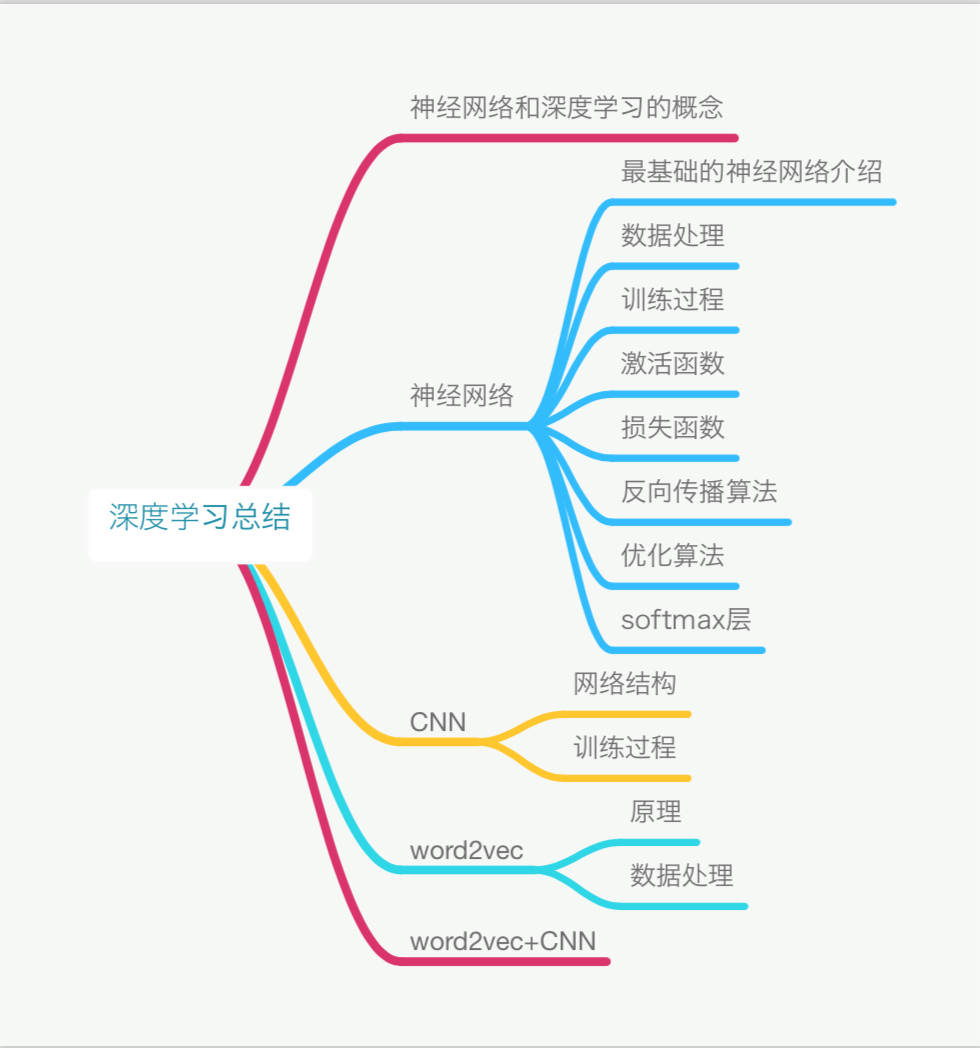 深度学习总结
神经网络和深度学习的概念
神经网络
最基础的神经网络介绍
数据处理
训练过程
激活函数
损失函数
反向传播算法
优化算法
softmax层
CNN
网络结构
训练过程
word2vec
原理
数据处理
word2vec+CNN